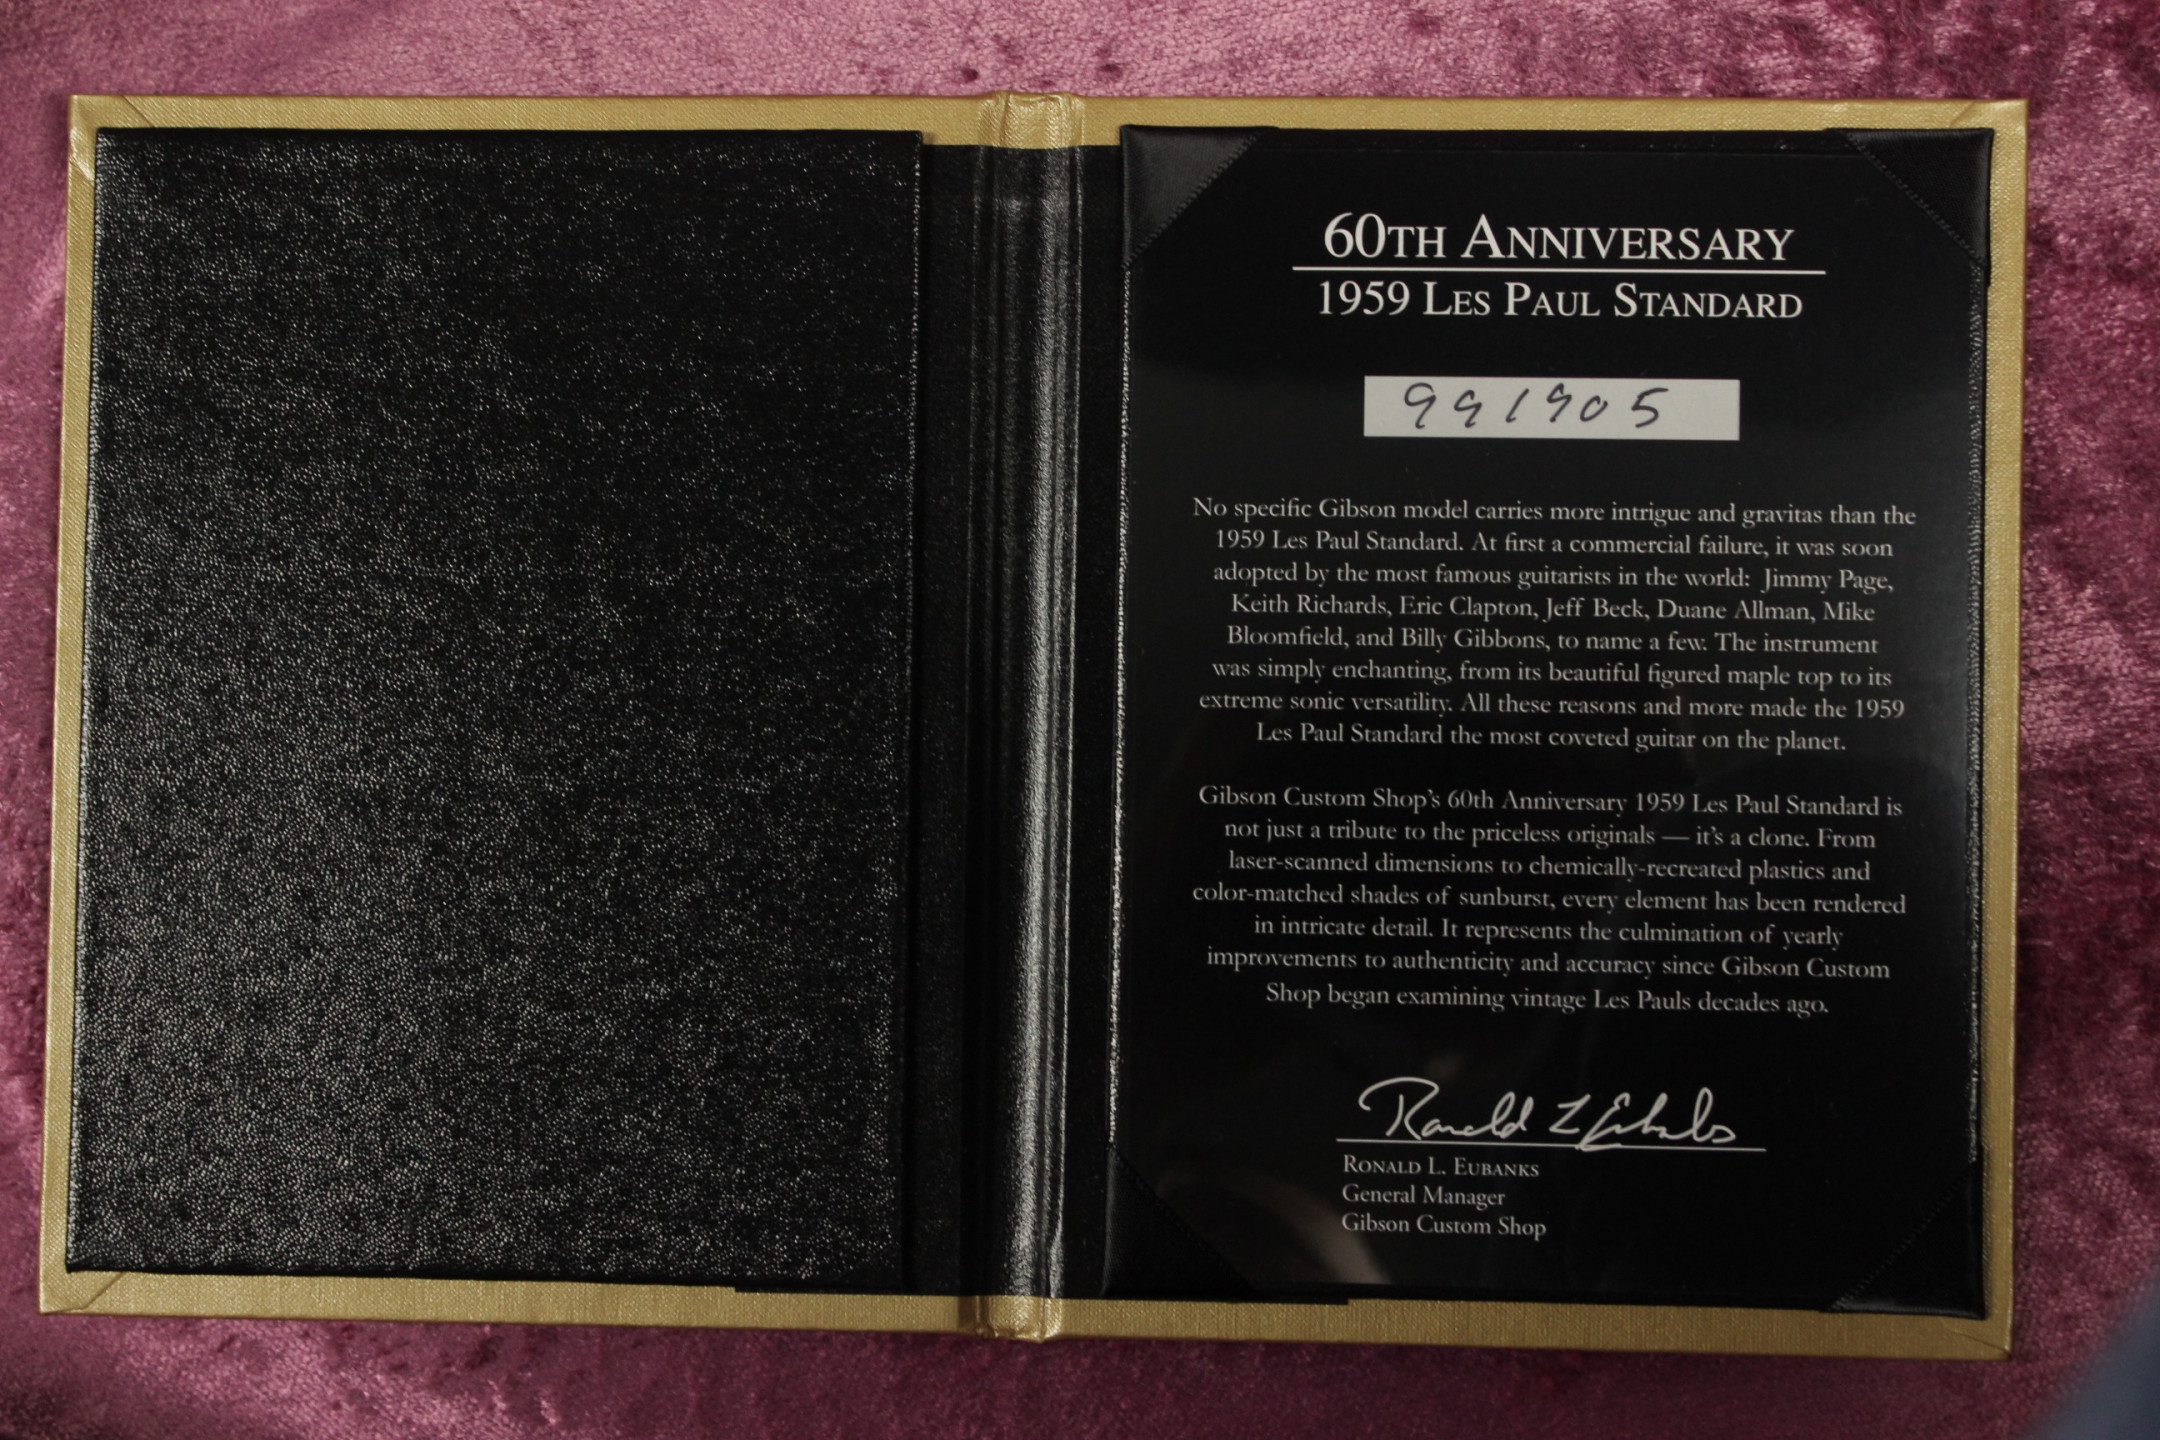 60TH ANNIVERSARY
1959 LES PAUL STANDARD
991905
No specific Gibson model carries more intrigue and gravitas than the
1959 Les Paul Standard. At first a commercial failure, it was soon
adopted by the most famous guitarists in the world: Jimmy Page,
Keith Richards, Eric Clapton, Jeff Beck, Duane Allman, Mike
Bloomfield, and Billy Gibbons, to name a few. The instrument
was simply enchanting, from its beautiful figured maple top to its
extreme sonic versatility. All these reasons and more made the 1959
Les Paul Standard the most coveted guitar on the planet.
Gibson Custom Shop's 60th Anniversary 1959 Les Paul Standard is
not just a tribute to the priceless originals — it's a clone. From
laser-scanned dimensions to chemically-recreated plastics and
color-matched shades of sunburst, every element has been rendered
in intricate detail. It represents the culmination of yearly
improvements to authenticity and accuracy since Gibson Custom
Shop began examining vintage Les Pauls decades ago.
Ronald L Eubanks
RONALD L. EUBANKS
General Manager
Gibson Custom Shop